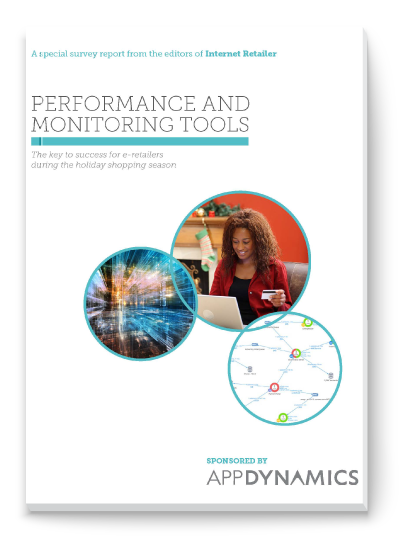 A special survey report from the editors of Internet Retailer
PERFORMANCE AND
MONITORING TOOLS
The key to success for e-retailers
during the holiday shopping season
SPONSORED BY
APPDYNAMICS